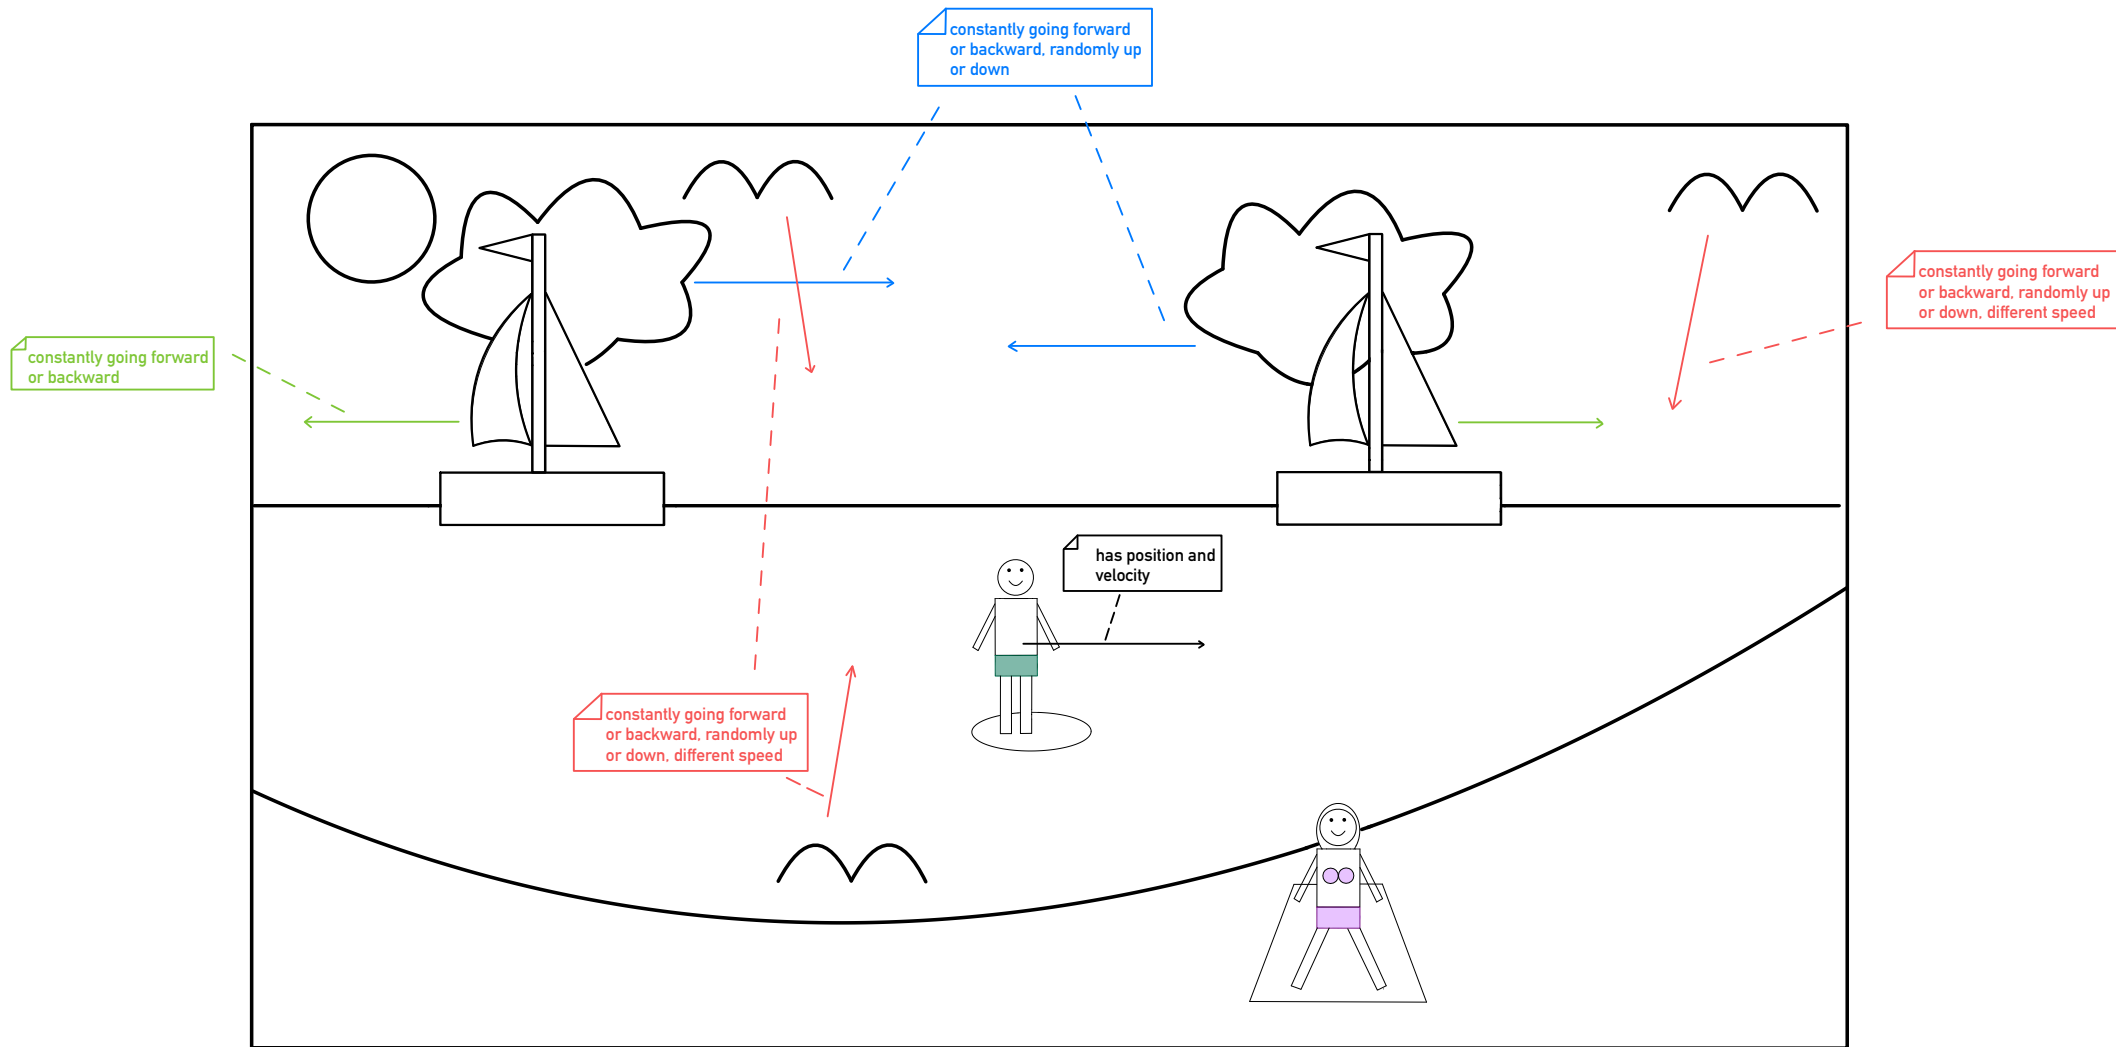 constantly going forward
or backward, randomly up
or down
constantly going forward
or backward, randomly up
or down, different speed
constantly going forward
or backward
has position and
velocity
constantly going forward
or backward, randomly up
or down, different speed